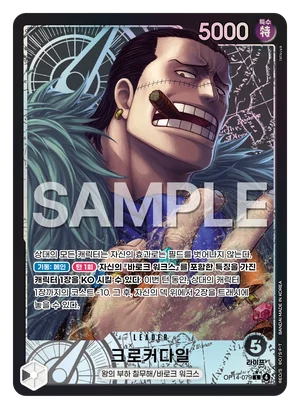 특수
特
5000
SAMPLE
상대의 모든 캐릭터는 자신의 효과로는 필드를 벗어나지 않는다.
기동: 메인 턴 1회 자신의 『바로크 워크스』를 포함한 특징을 가진
캐릭터 1장을 KO 시킬 수 있다: 이번 턴 동안, 상대의 캐릭터
1장까지의 코스트 -10. 그 후, 자신의 덱 위에서 2장을 트래시에
놓을 수 있다.
LEADER
크로커다일
왕의 부하 칠무해/바로크 워크스
5
라이프
OP14-079 L